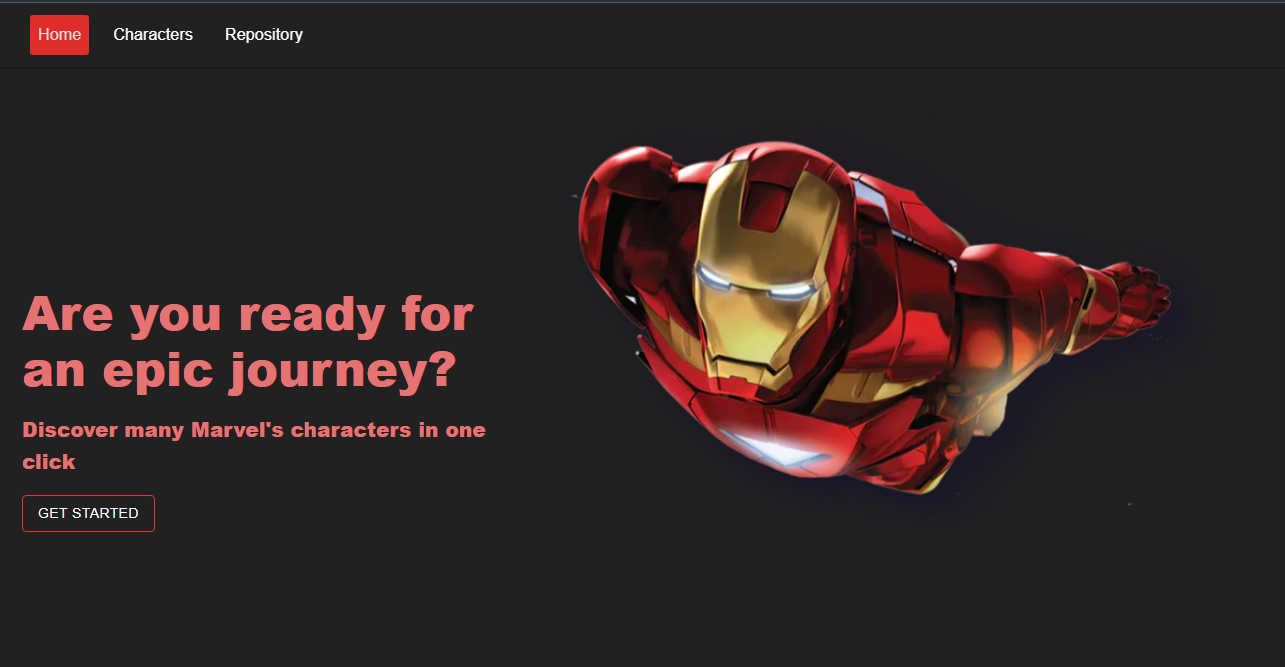 Home Characters Repository
Are you ready for
an epic journey?
Discover many Marvel's characters in one
click
GET STARTED